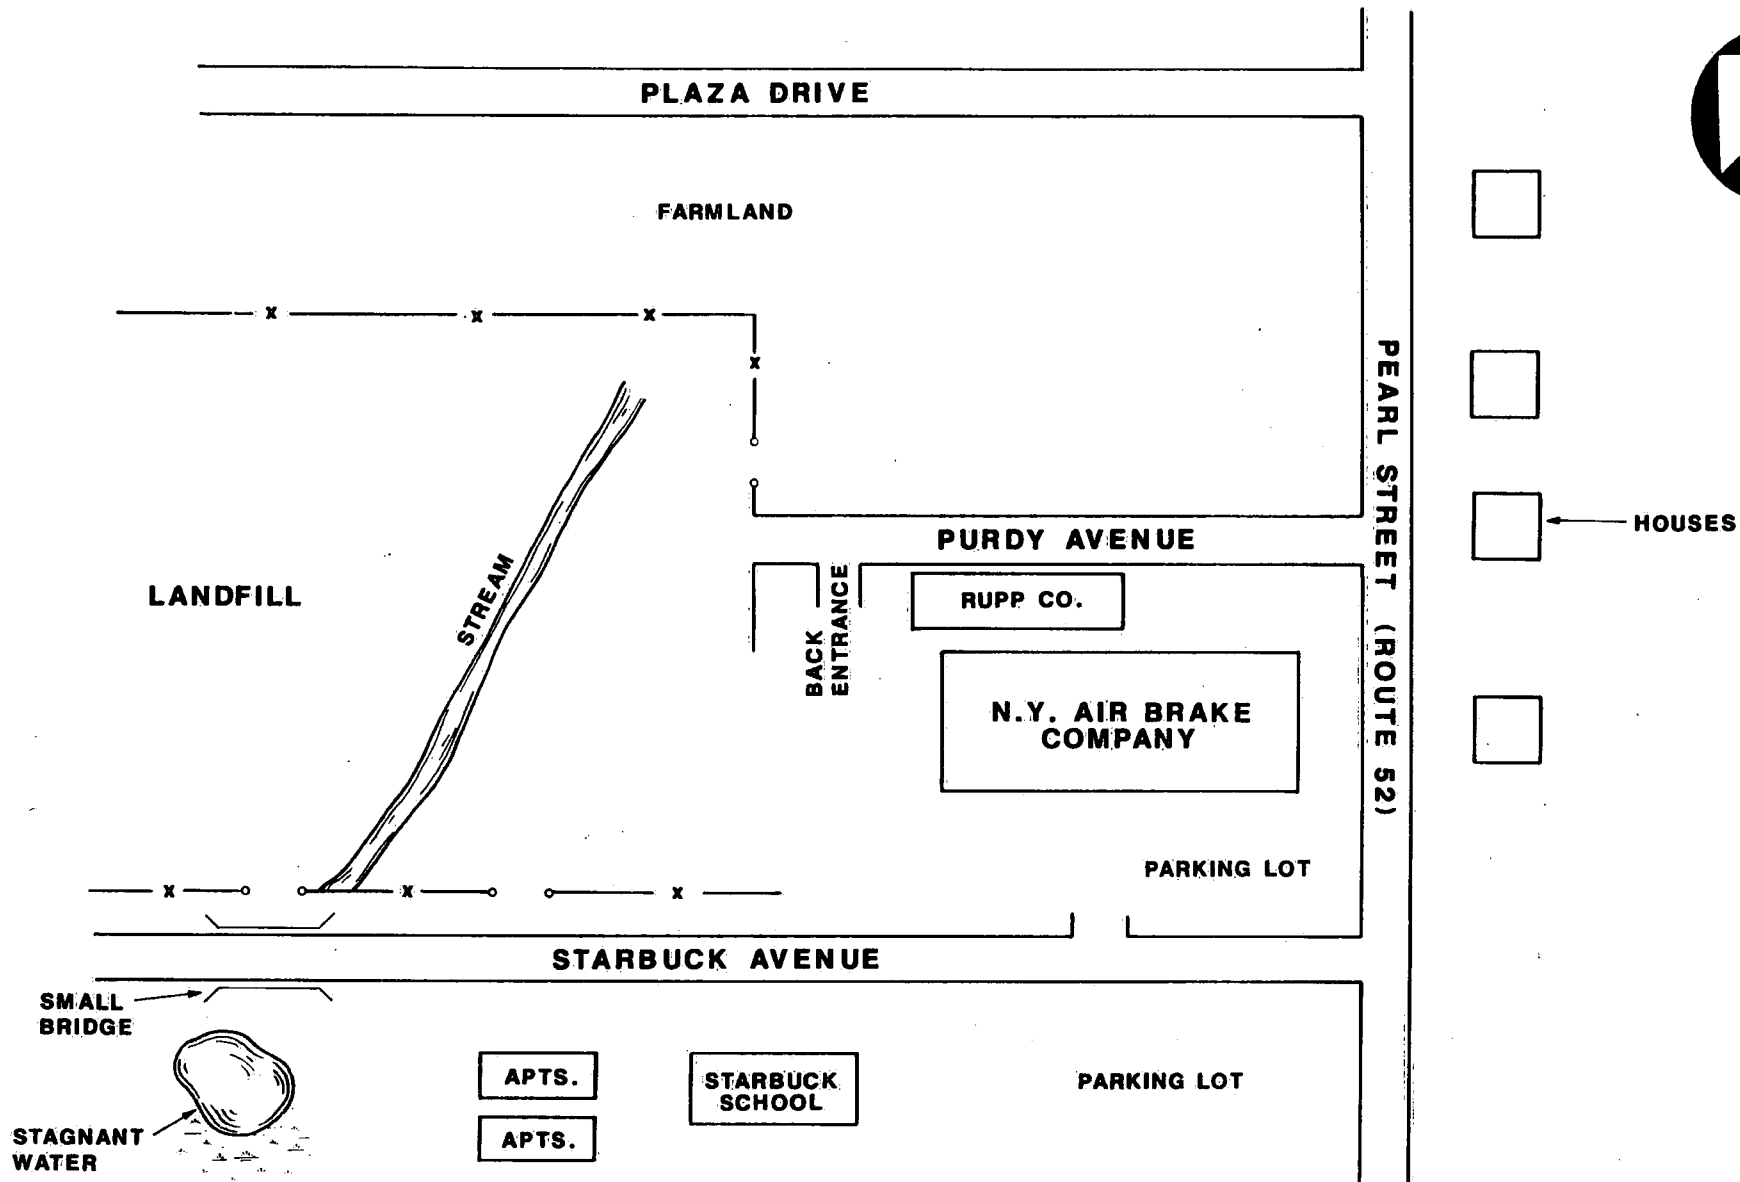 PLAZA DRIVE
FARMLAND
X
X
X
X
PEARL STREET (ROUTE 52)
HOUSES
PURDY AVENUE
LANDFILL
STREAM
BACK
ENTRANCE
RUPP CO.
N.Y. AIR BRAKE
COMPANY
PARKING LOT
X
X
X
STARBUCK AVENUE
SMALL
BRIDGE
APTS.
STARBUCK
SCHOOL
PARKING LOT
STAGNANT
WATER
APTS.